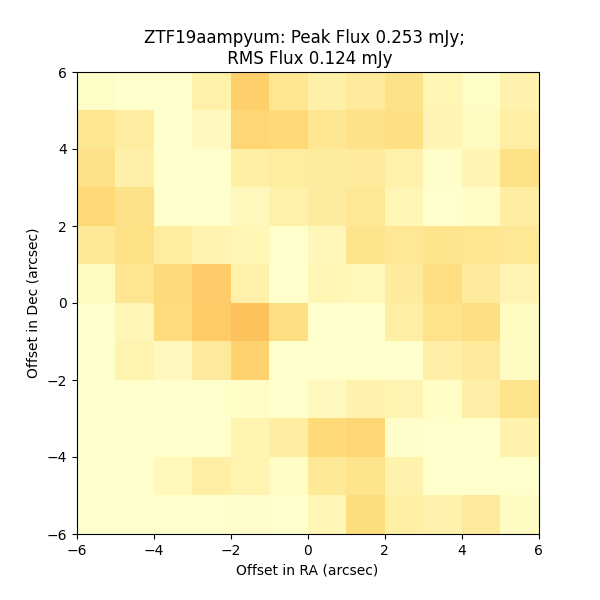 ZTF19aampyum: Peak Flux 0.253 mJy;
RMS Flux 0.124 mJy
6
4
2
0
−2
−4
−6
Offset in Dec (arcsec)
−6 −4 −2 0 2 4 6
Offset in RA (arcsec)